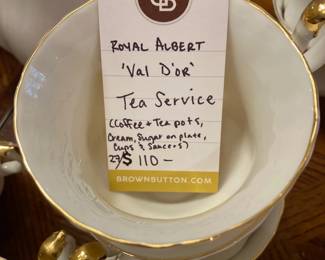 ROYAL ALBERT
'VAL D'OR'
TEA SERVICE
(COFFEE + TEA POTS,
CREAM, SUGAR ON PLATE,
CUPS & SAUCERS)
$110-
BROWNBUTTON.COM